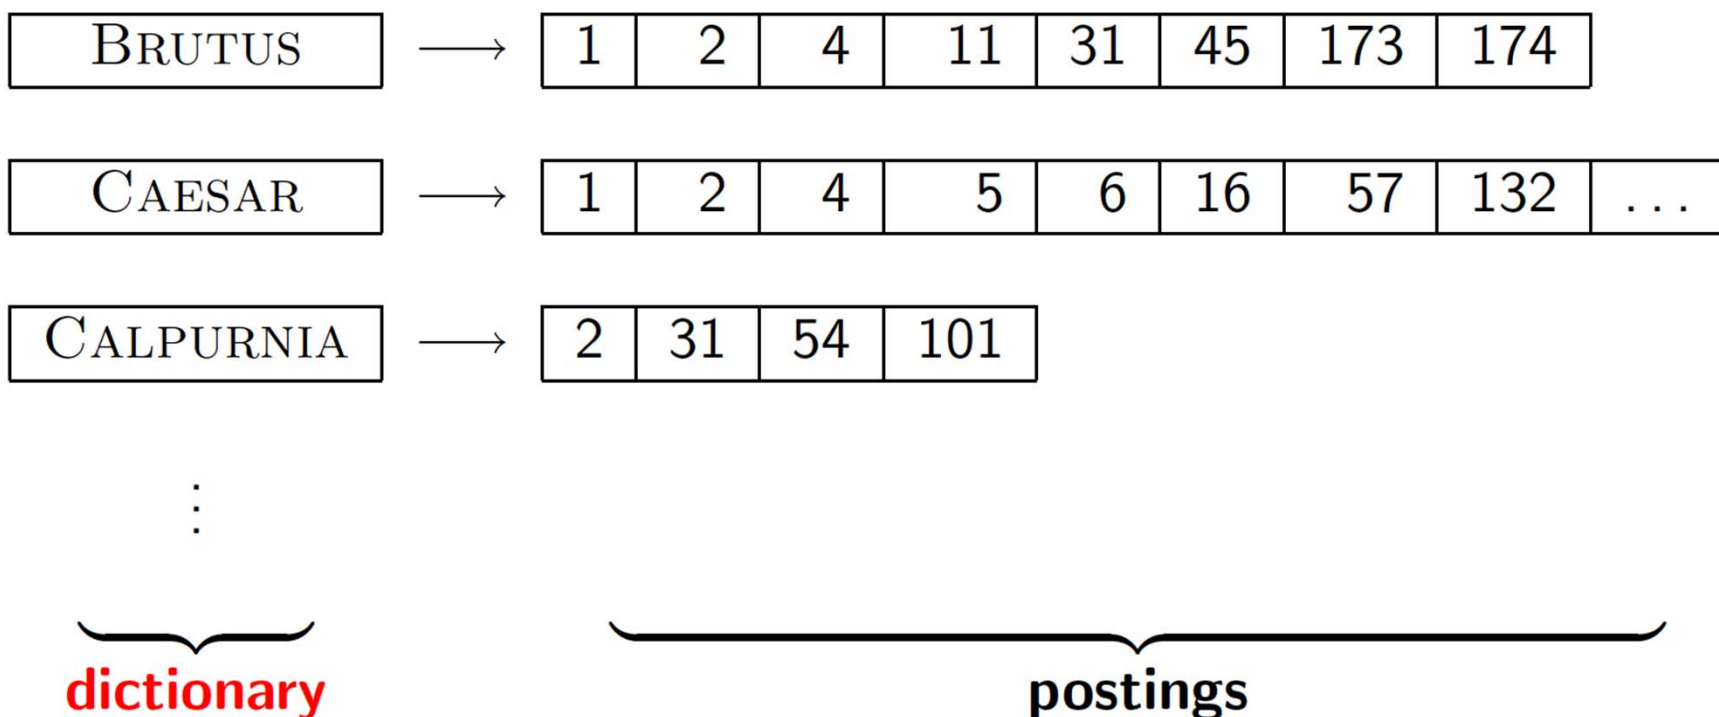 BRUTUS ⟶ 1 2 4 11 31 45 173 174
CAESAR ⟶ 1 2 4 5 6 16 57 132 ...
CALPURNIA ⟶ 2 31 54 101
⋮
dictionary postings